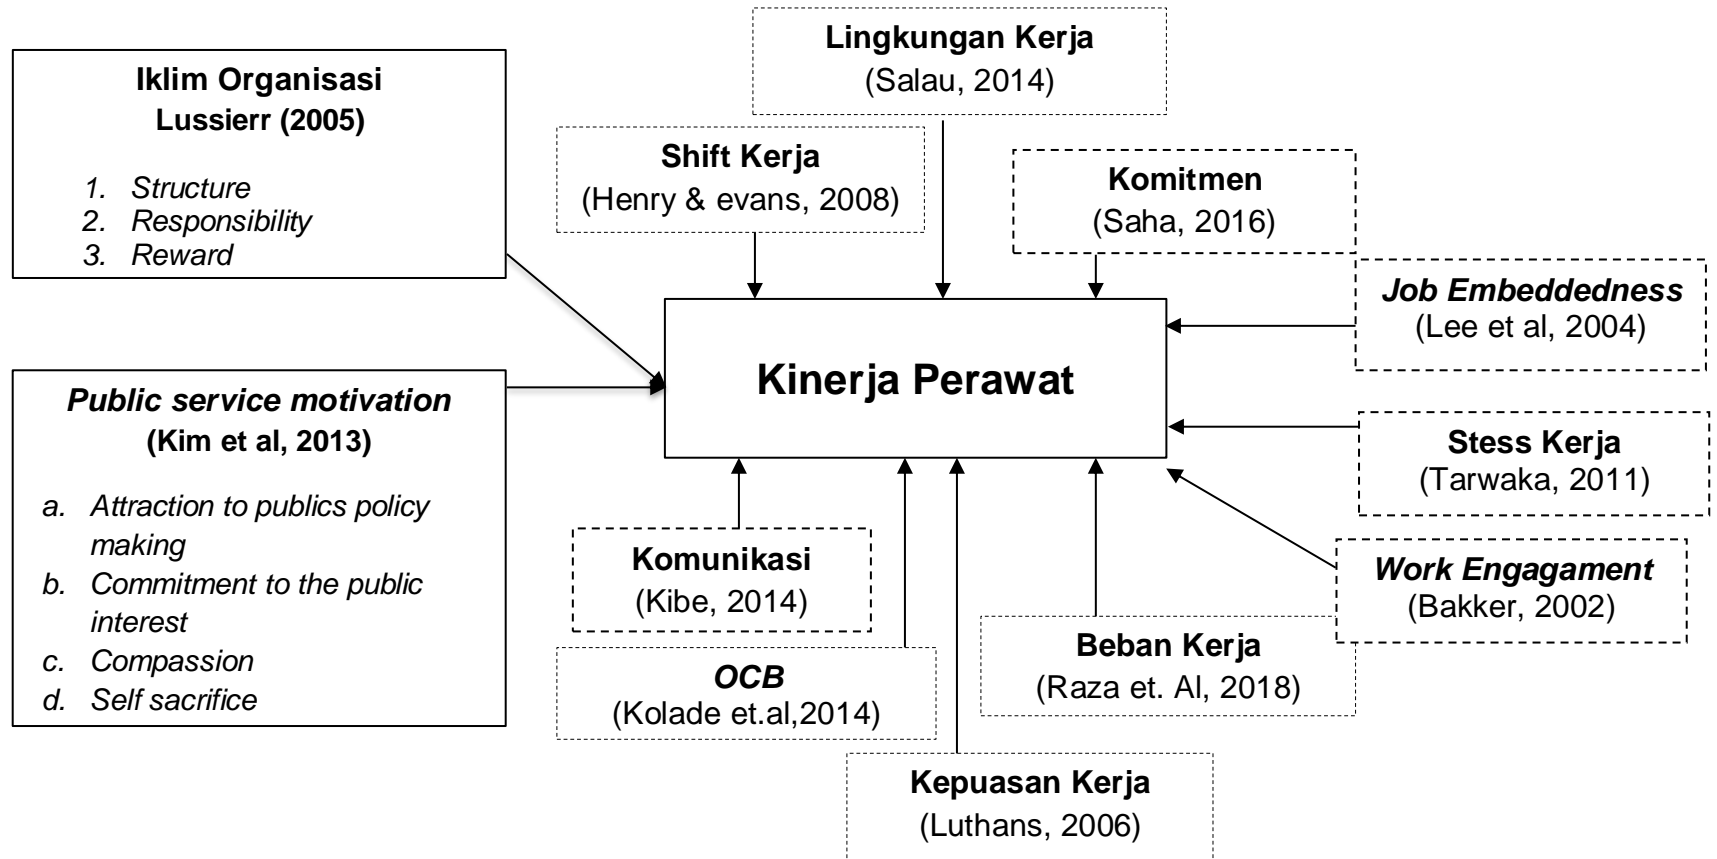 Iklim Organisasi
Lussierr (2005)
1. Structure
2. Responsibility
3. Reward
Public service motivation
(Kim et al, 2013)
a. Attraction to publics policy
making
b. Commitment to the public
interest
c. Compassion
d. Self sacrifice
Lingkungan Kerja
(Salau, 2014)
Shift Kerja
(Henry & evans, 2008)
Komitmen
(Saha, 2016)
Job Embeddedness
(Lee et al, 2004)
Kinerja Perawat
Stess Kerja
(Tarwaka, 2011)
Work Engagament
(Bakker, 2002)
Komunikasi
(Kibe, 2014)
OCB
(Kolade et.al,2014)
Beban Kerja
(Raza et. Al, 2018)
Kepuasan Kerja
(Luthans, 2006)